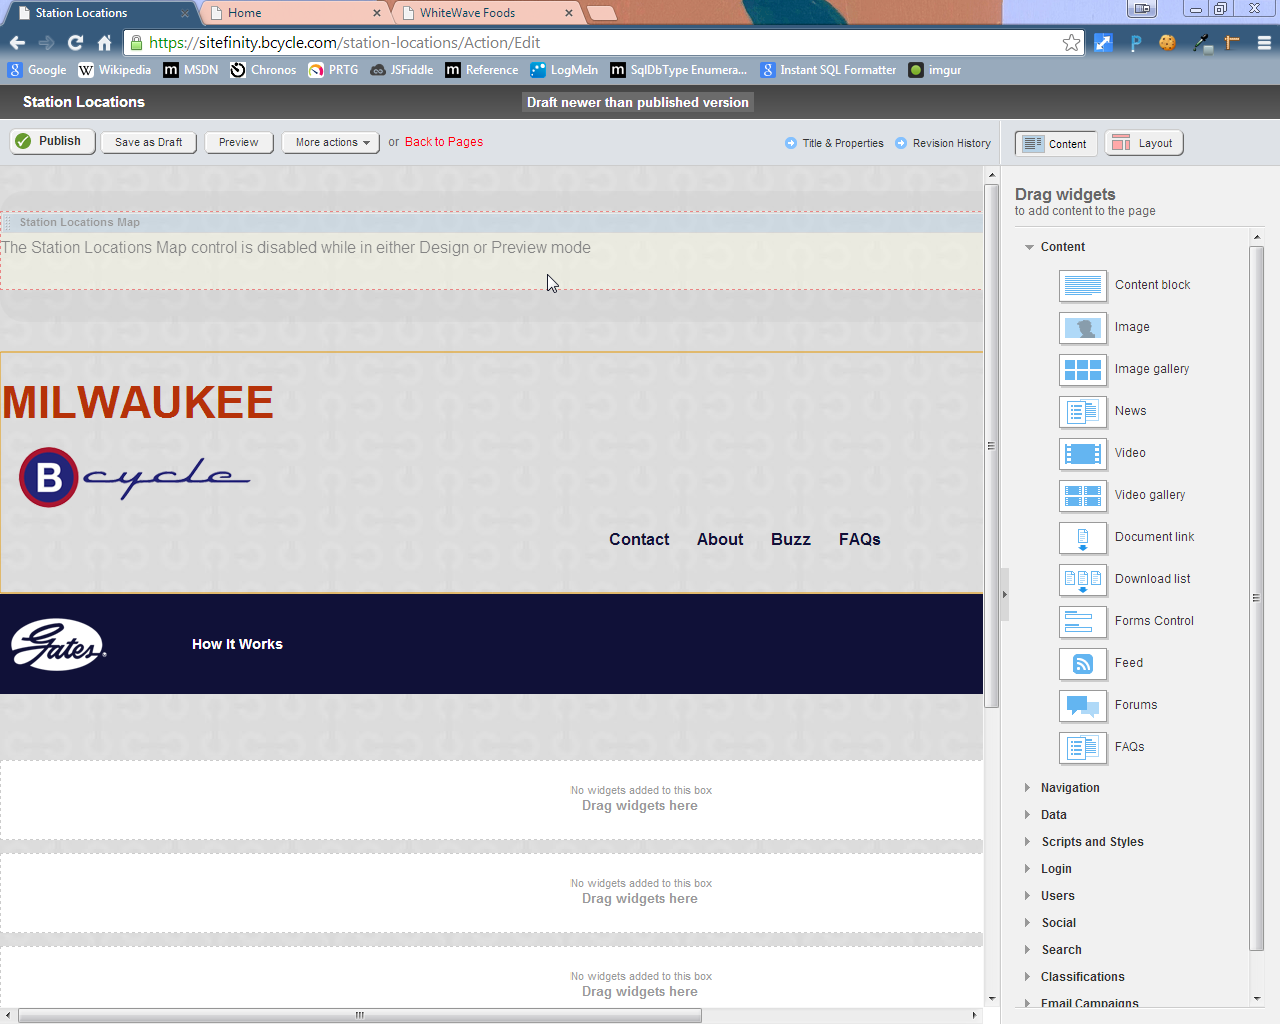 Station Locations
Home
WhiteWave Foods
https://sitefinity.bcycle.com/station-locations/Action/Edit
Google
Wikipedia
MSDN
Chronos
PRTG
JSFiddle
Reference
LogMeIn
SqlDbType Enumera...
Instant SQL Formatter
imgur
Station Locations
Draft newer than published version
Publish
Save as Draft
Preview
More actions
or Back to Pages
Title & Properties
Revision History
Content
Layout
Station Locations Map
The Station Locations Map control is disabled while in either Design or Preview mode
MILWAUKEE
B cycle
Contact
About
Buzz
FAQs
Gates
How It Works
No widgets added to this box
Drag widgets here
No widgets added to this box
Drag widgets here
No widgets added to this box
Drag widgets here
Drag widgets
to add content to the page
Content
Content block
Image
Image gallery
News
Video
Video gallery
Document link
Download list
Forms Control
Feed
Forums
FAQs
Navigation
Data
Scripts and Styles
Login
Users
Social
Search
Classifications
Email Campaigns